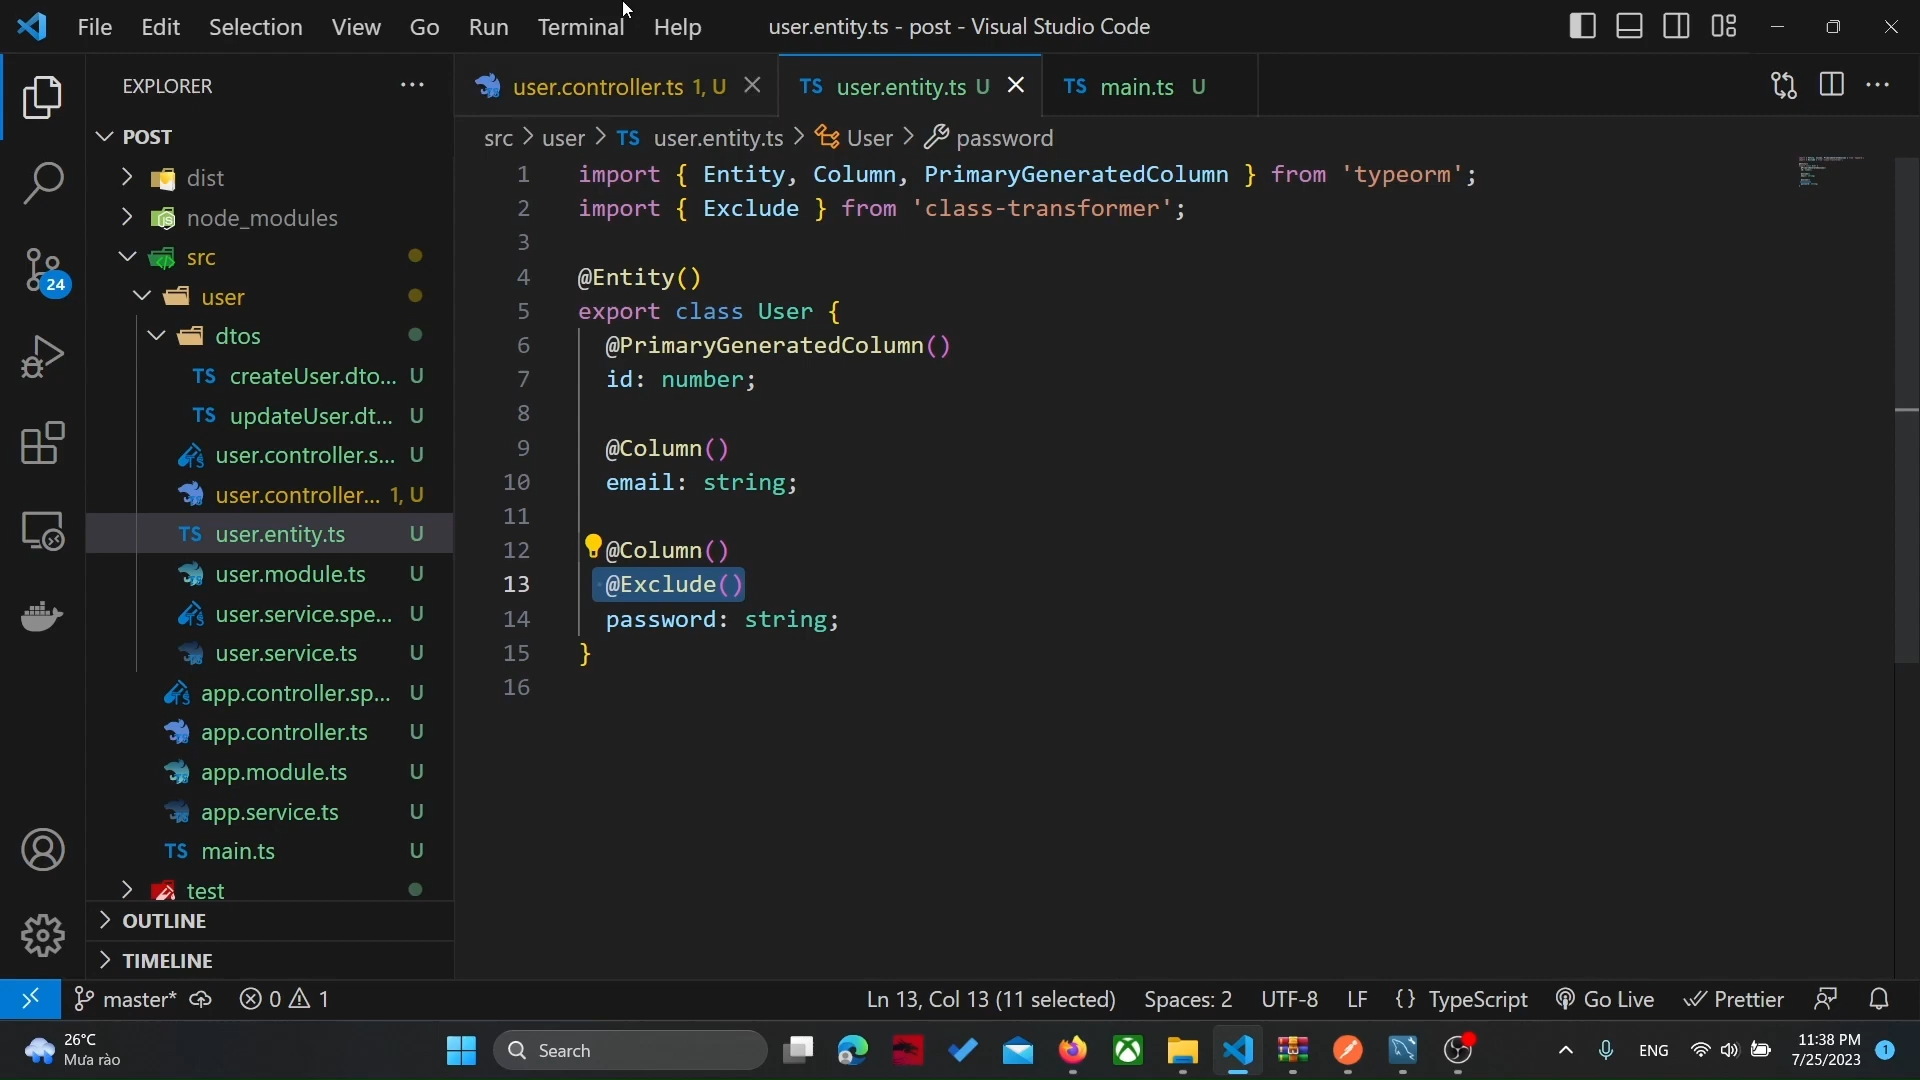 File Edit Selection View Go Run Terminal Help user.entity.ts - post - Visual Studio Code
EXPLORER
POST
dist
node_modules
src
user
dtos
TS createUser.dto... U
TS updateUser.dt... U
user.controller.s... U
user.controller... 1, U
TS user.entity.ts U
user.module.ts U
user.service.spe... U
user.service.ts U
app.controller.sp... U
app.controller.ts U
app.module.ts U
app.service.ts U
TS main.ts U
test
OUTLINE
TIMELINE
24
user.controller.ts 1, U TS user.entity.ts U TS main.ts U
src > user > TS user.entity.ts > User > password
1 import { Entity, Column, PrimaryGeneratedColumn } from 'typeorm';
2 import { Exclude } from 'class-transformer';
3
4 @Entity()
5 export class User {
6 @PrimaryGeneratedColumn()
7 id: number;
8
9 @Column()
10 email: string;
11
12 @Column()
13 @Exclude()
14 password: string;
15 }
16
master* 0 1 Ln 13, Col 13 (11 selected) Spaces: 2 UTF-8 LF {} TypeScript Go Live Prettier
26°C
Mưa rào
Search
ENG
11:38 PM
7/25/2023
1